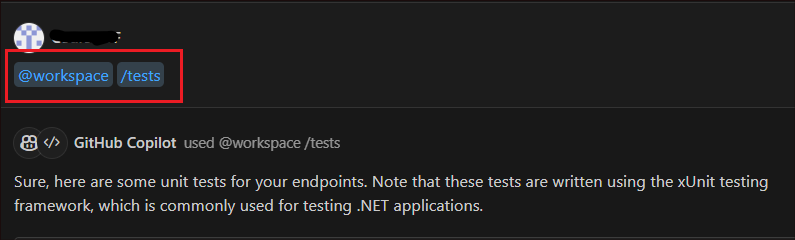 @workspace /tests
GitHub Copilot used @workspace /tests
Sure, here are some unit tests for your endpoints. Note that these tests are written using the xUnit testing
framework, which is commonly used for testing .NET applications.